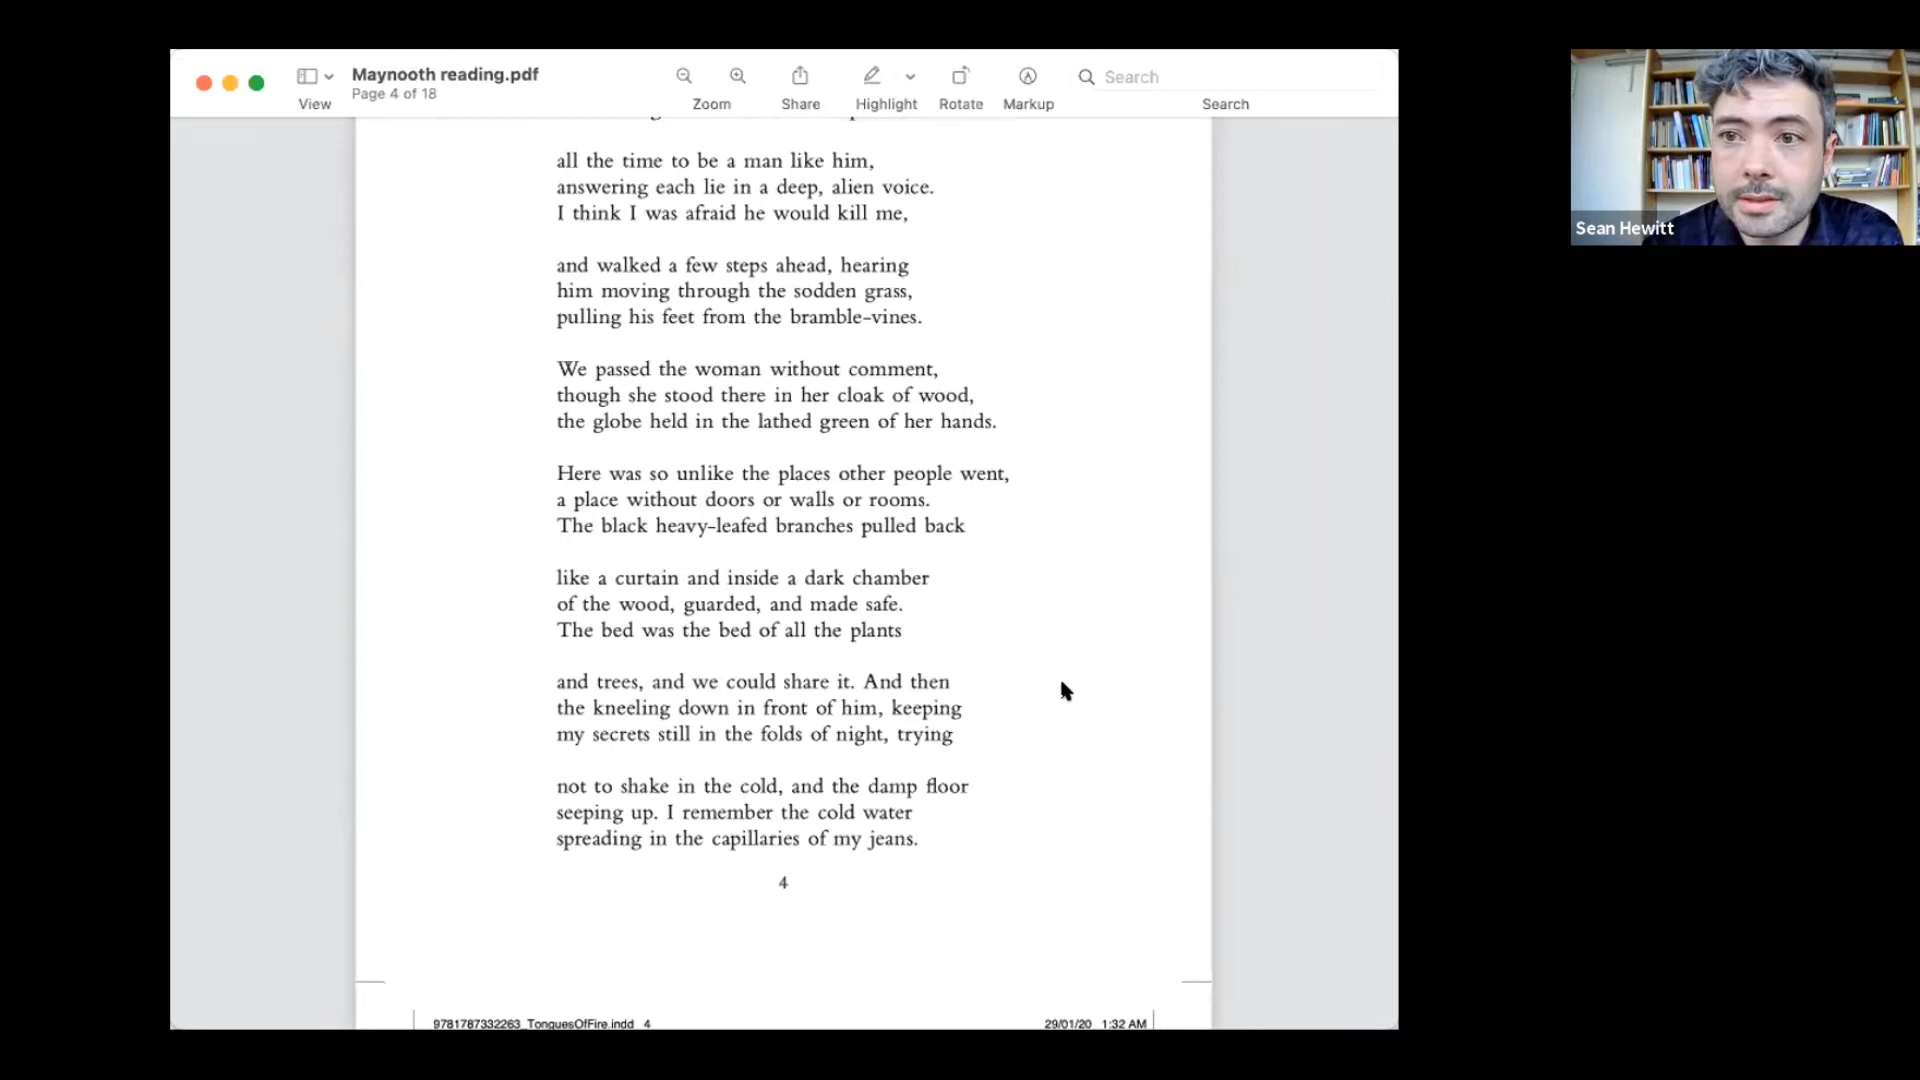 Maynooth reading.pdf
Page 4 of 18
View
Zoom
Share
Highlight
Rotate
Markup
Search
Search
all the time to be a man like him,
answering each lie in a deep, alien voice.
I think I was afraid he would kill me,
and walked a few steps ahead, hearing
him moving through the sodden grass,
pulling his feet from the bramble-vines.
We passed the woman without comment,
though she stood there in her cloak of wood,
the globe held in the lathed green of her hands.
Here was so unlike the places other people went,
a place without doors or walls or rooms.
The black heavy-leafed branches pulled back
like a curtain and inside a dark chamber
of the wood, guarded, and made safe.
The bed was the bed of all the plants
and trees, and we could share it. And then
the kneeling down in front of him, keeping
my secrets still in the folds of night, trying
not to shake in the cold, and the damp floor
seeping up. I remember the cold water
spreading in the capillaries of my jeans.
4
9781787332263_TonguesOfFire.indd 4
29/01/20 1:32 AM
Sean Hewitt